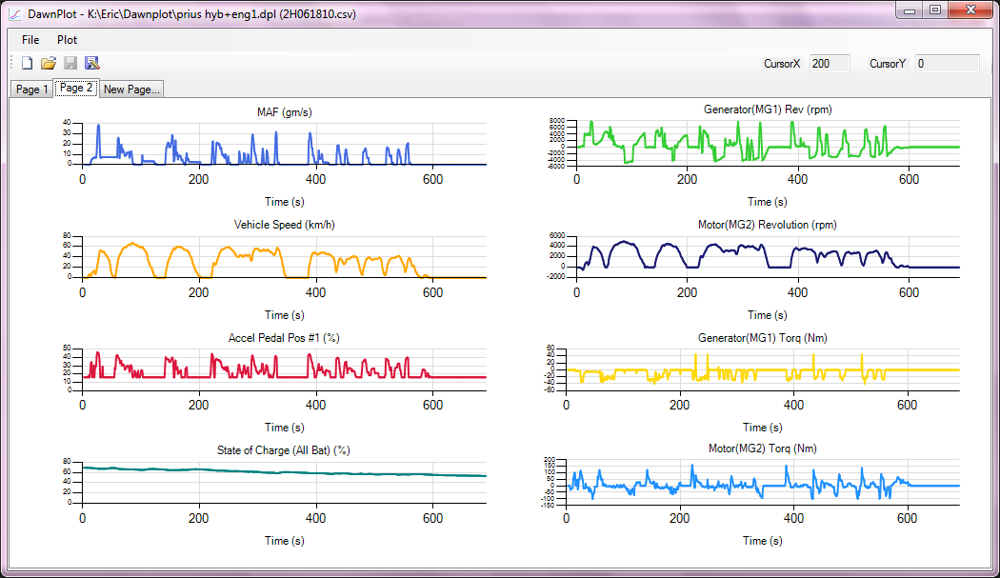 DawnPlot - K:\Eric\Dawnplot\prius hyb+eng1.dpl (2H061810.csv)
File Plot
CursorX 200 CursorY 0
Page 1 Page 2 New Page...
MAF (gm/s)
40
30
20
10
0
0 200 400 600
Time (s)
Generator(MG1) Rev (rpm)
8000
6000
4000
2000
0
-2000
-4000
-6000
0 200 400 600
Time (s)
Vehicle Speed (km/h)
80
60
40
20
0
0 200 400 600
Time (s)
Motor(MG2) Revolution (rpm)
6000
4000
2000
0
-2000
0 200 400 600
Time (s)
Accel Pedal Pos #1 (%)
50
40
30
20
10
0
0 200 400 600
Time (s)
Generator(MG1) Torq (Nm)
60
40
20
0
-20
-40
-60
0 200 400 600
Time (s)
State of Charge (All Bat) (%)
80
60
40
20
0
0 200 400 600
Time (s)
Motor(MG2) Torq (Nm)
200
150
100
50
0
-50
-100
-150
0 200 400 600
Time (s)